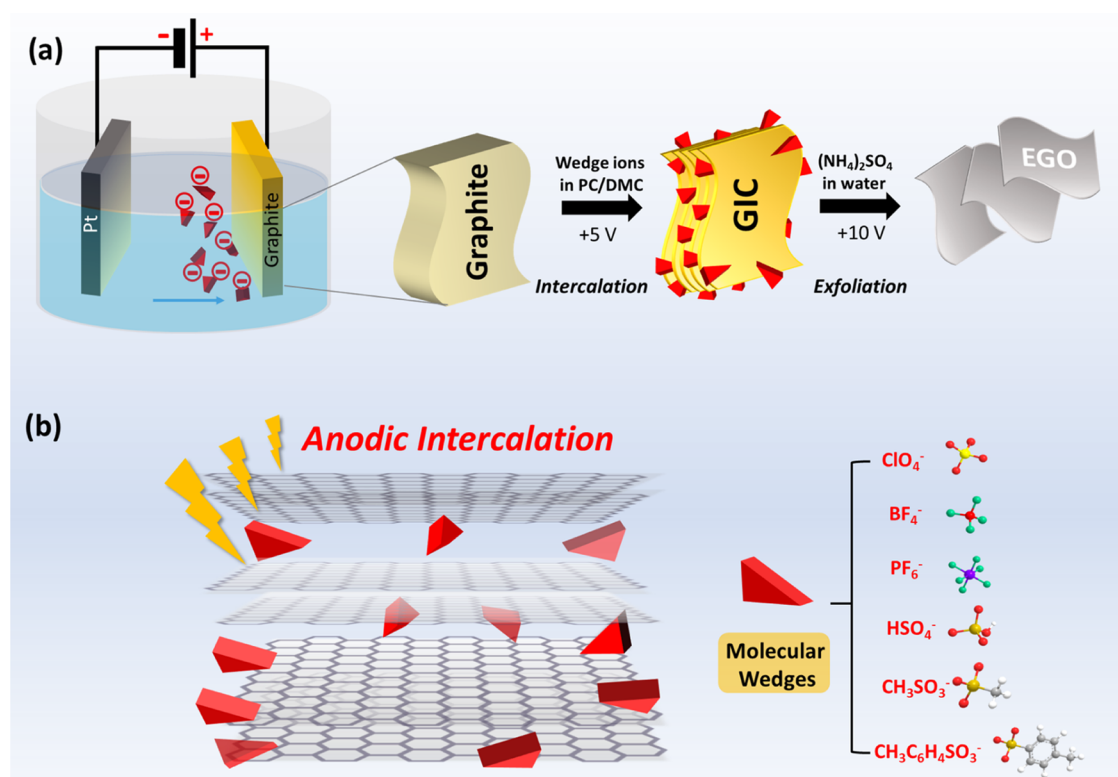 (a)
- +
Pt
Graphite
Graphite
Wedge ions
in PC/DMC
+5 V
Intercalation
GIC
(NH₄)₂SO₄
in water
+10 V
Exfoliation
EGO
(b)
Anodic Intercalation
Molecular
Wedges
ClO₄⁻
BF₄⁻
PF₆⁻
HSO₄⁻
CH₃SO₃⁻
CH₃C₆H₄SO₃⁻